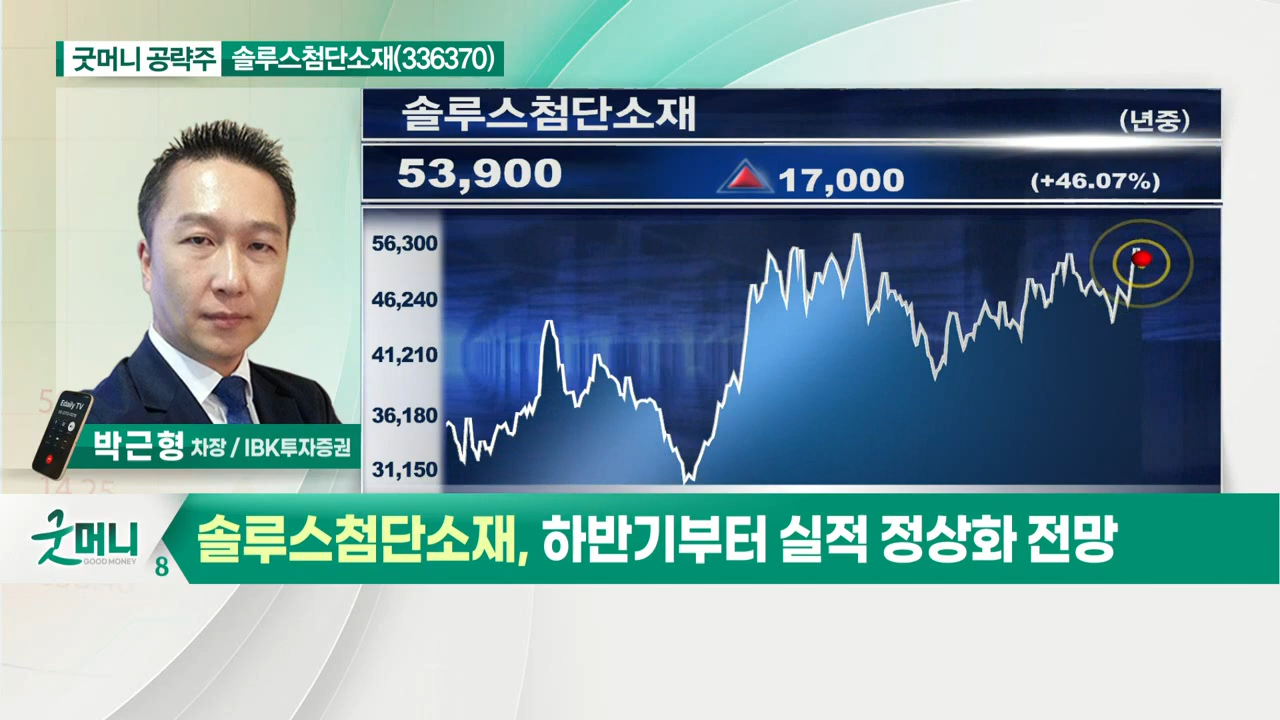 굿머니 공략주 솔루스첨단소재(336370)
솔루스첨단소재 (년중)
53,900 ▲ 17,000 (+46.07%)
56,300
46,240
41,210
36,180
31,150
Edaily TV
박근형 차장 / IBK투자증권
14.25
굿머니
GOOD MONEY
8
솔루스첨단소재, 하반기부터 실적 정상화 전망